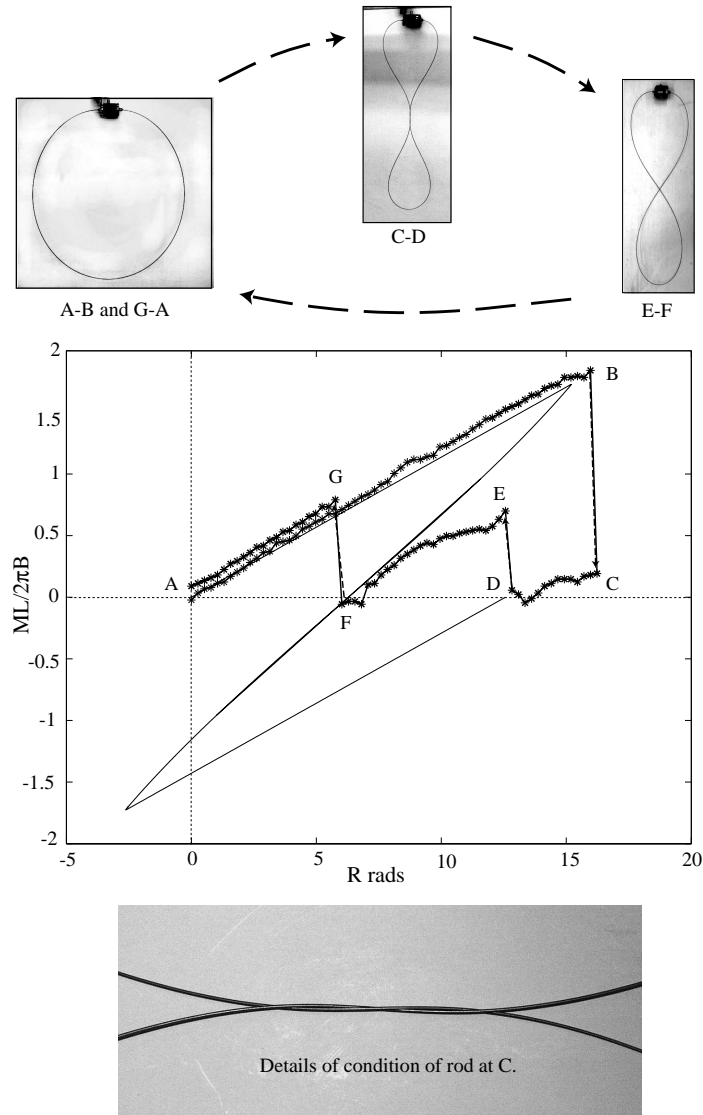 C-D
A-B and G-A
E-F
2
1.5
1
0.5
0
-0.5
-1
-1.5
-2
ML/2πB
A
G
B
E
D
C
F
-5
0
5
10
15
20
R rads
Details of condition of rod at C.